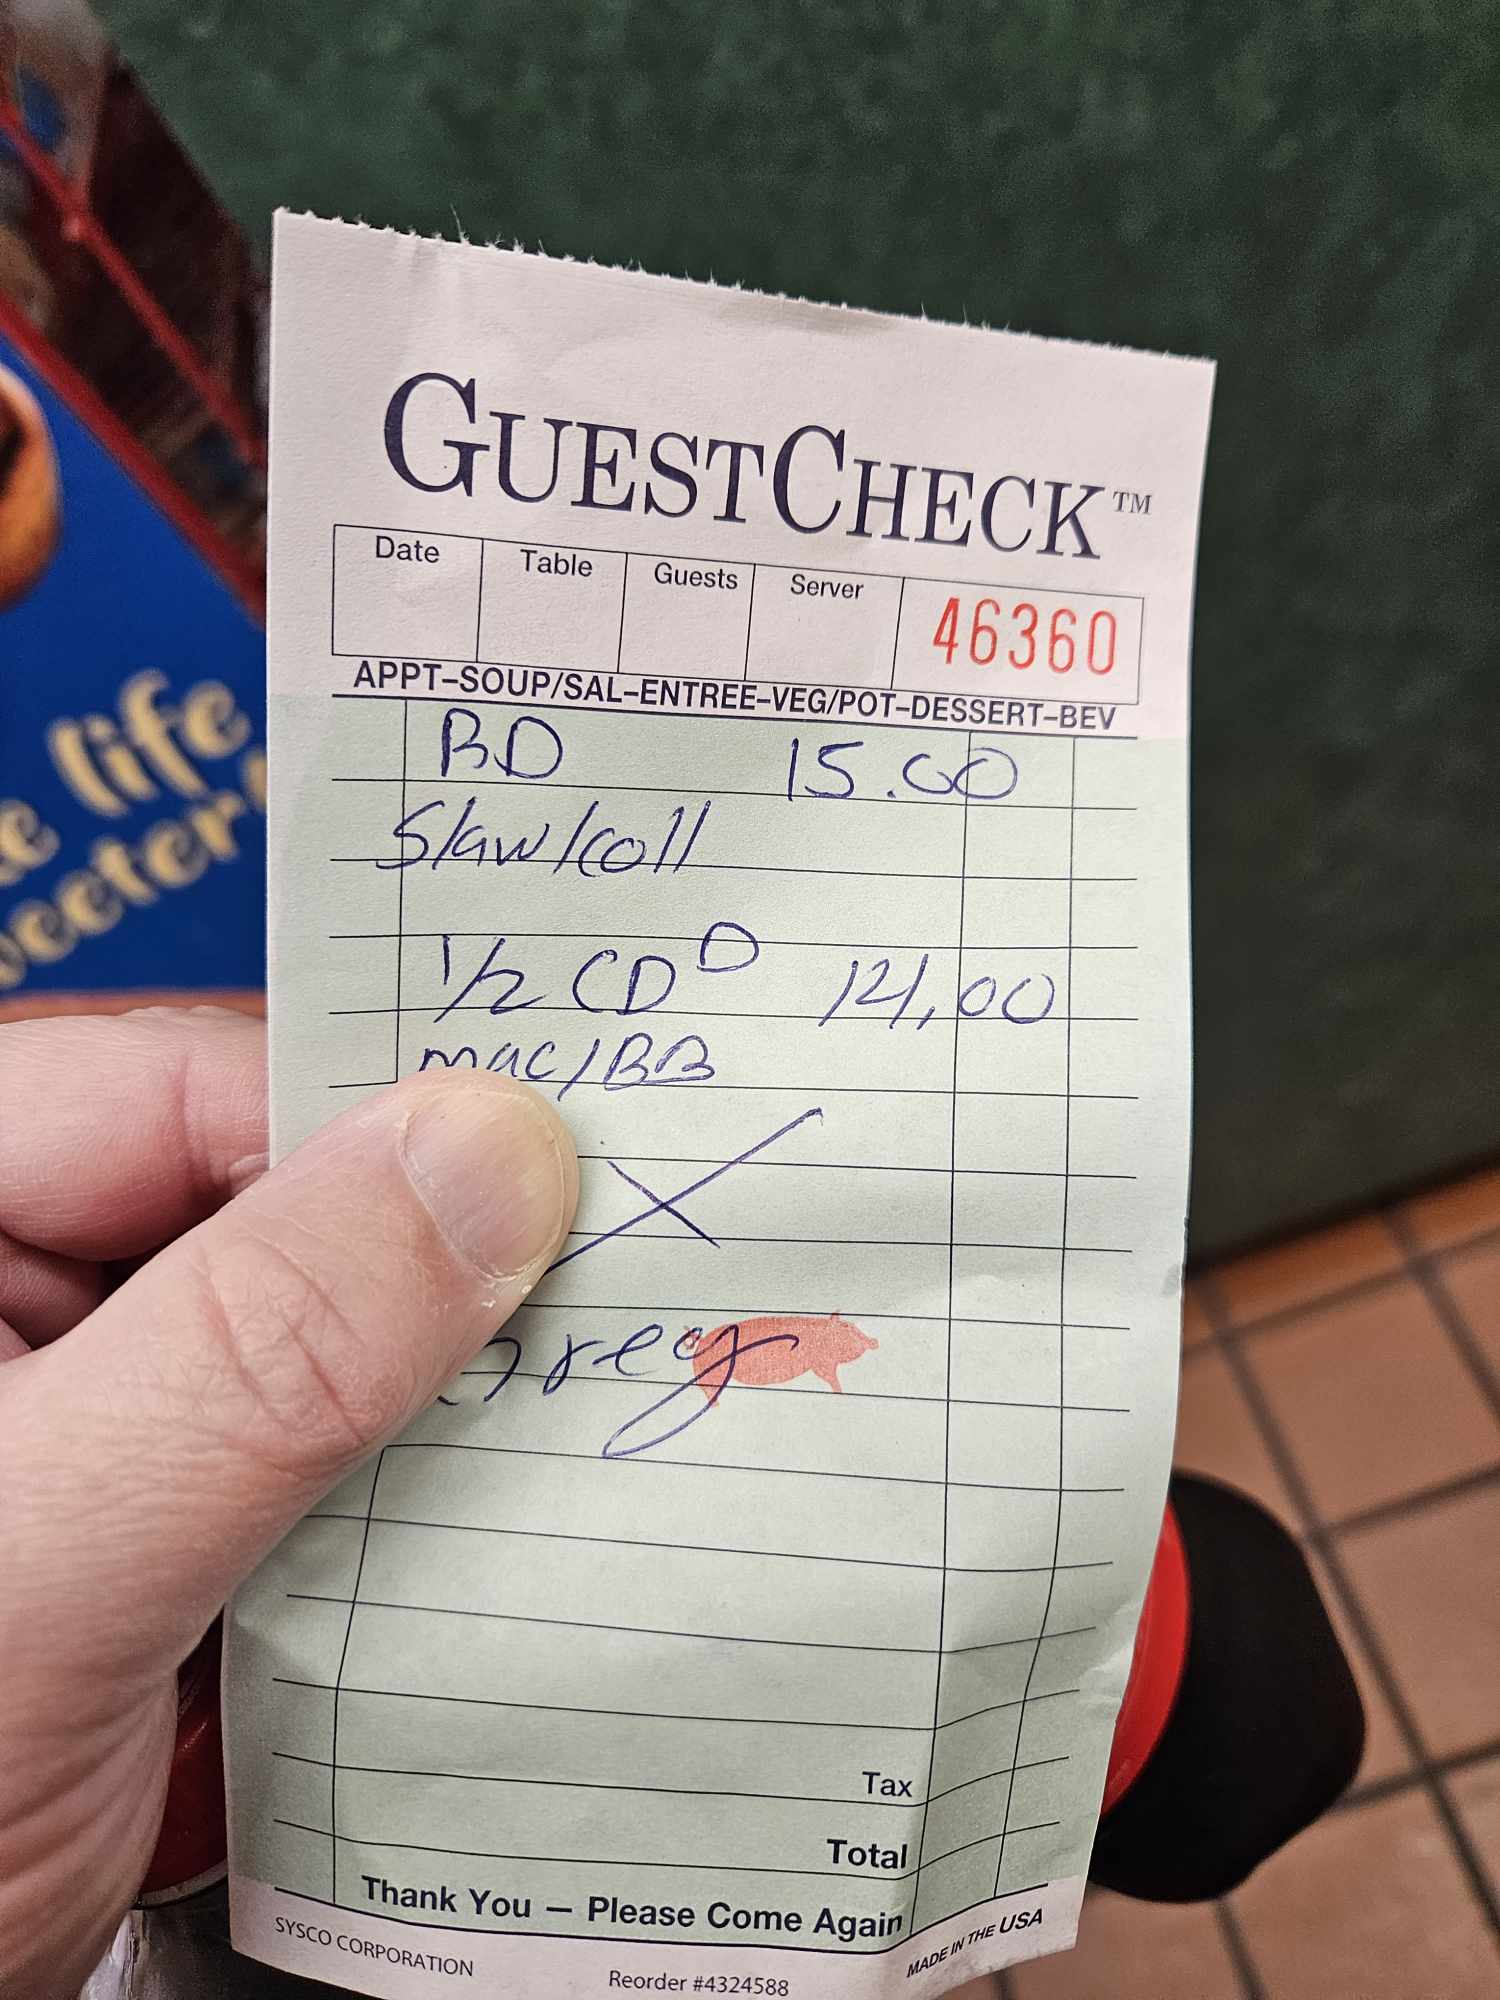 GUESTCHECK™
Date Table Guests Server 46360
APPT–SOUP/SAL–ENTREE–VEG/POT–DESSERT–BEV
BD 15.00
Slaw/coll
1/2 CD D 14.00
mac/BB
Greg
Tax
Total
Thank You — Please Come Again
SYSCO CORPORATION Reorder #4324588 MADE IN THE USA
life